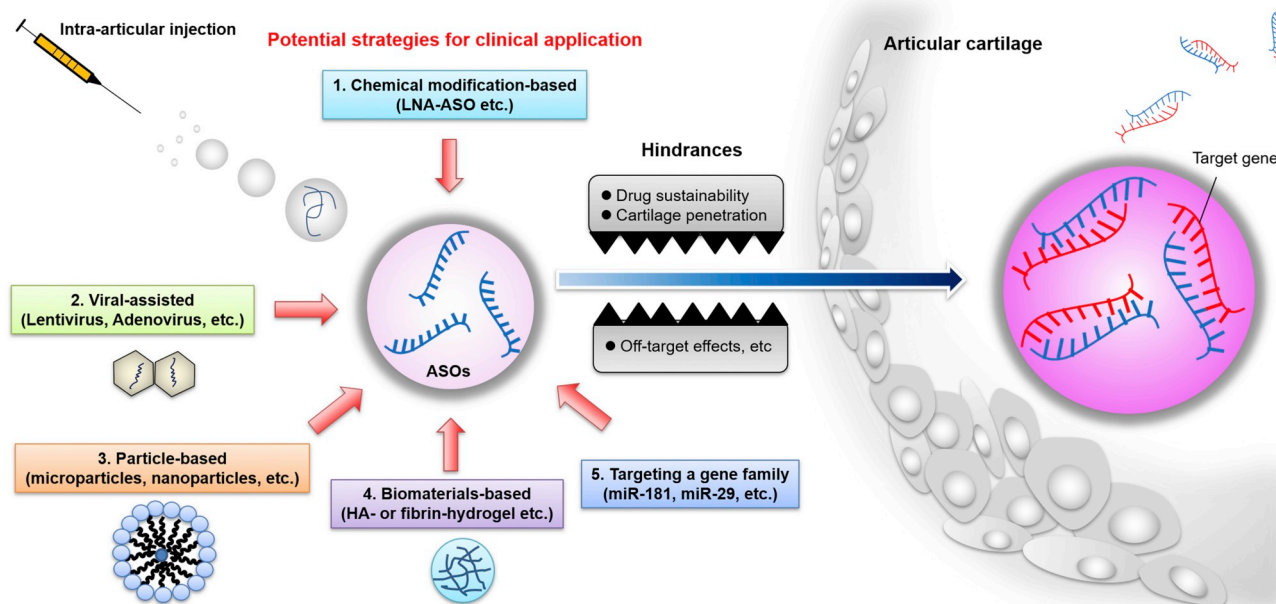 Intra-articular injection
Potential strategies for clinical application
Articular cartilage
1. Chemical modification-based
(LNA-ASO etc.)
Hindrances
Target gene
● Drug sustainability
● Cartilage penetration
2. Viral-assisted
(Lentivirus, Adenovirus, etc.)
● Off-target effects, etc
ASOs
3. Particle-based
(microparticles, nanoparticles, etc.)
4. Biomaterials-based
(HA- or fibrin-hydrogel etc.)
5. Targeting a gene family
(miR-181, miR-29, etc.)